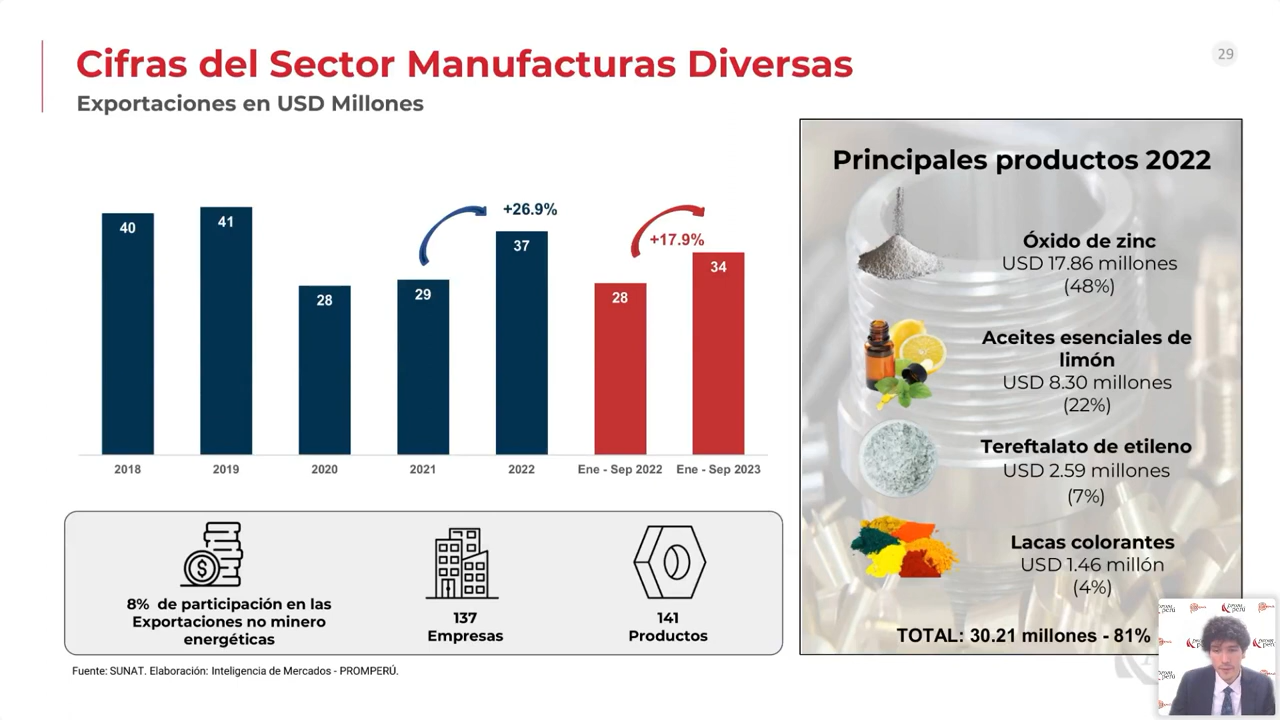 Cifras del Sector Manufacturas Diversas
29
Exportaciones en USD Millones
40
41
28
29
+26.9%
37
28
+17.9%
34
2018
2019
2020
2021
2022
Ene - Sep 2022
Ene - Sep 2023
8% de participación en las
Exportaciones no minero
energéticas
137
Empresas
141
Productos
Fuente: SUNAT. Elaboración: Inteligencia de Mercados - PROMPERÚ.
Principales productos 2022
Óxido de zinc
USD 17.86 millones
(48%)
Aceites esenciales de
limón
USD 8.30 millones
(22%)
Tereftalato de etileno
USD 2.59 millones
(7%)
Lacas colorantes
USD 1.46 millón
(4%)
TOTAL: 30.21 millones - 81%